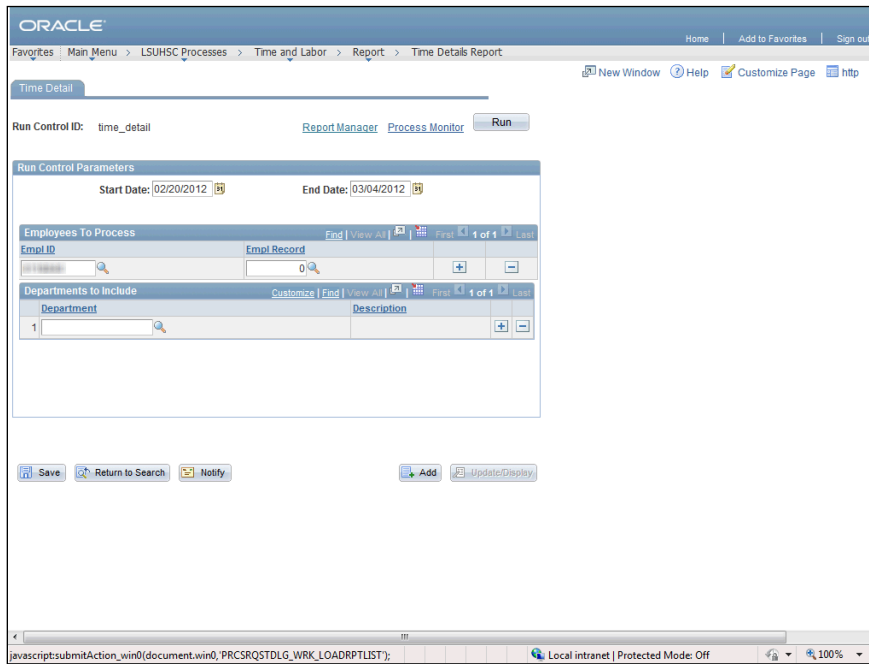 ORACLE
Home | Add to Favorites | Sign out
Favorites Main Menu > LSUHSC Processes > Time and Labor > Report > Time Details Report
New Window Help Customize Page http
Time Detail
Run Control ID: time_detail Report Manager Process Monitor Run
Run Control Parameters
Start Date: 02/20/2012 31 End Date: 03/04/2012 31
Employees To Process Find | View All | First 1 of 1 Last
Empl ID Empl Record
0
Departments to Include Customize | Find | View All | First 1 of 1 Last
Department Description
1
Save Return to Search Notify Add Update/Display
javascript:submitAction_win0(document.win0,'PRCSRQSTDLG_WRK_LOADRPTLIST'); Local intranet | Protected Mode: Off 100%